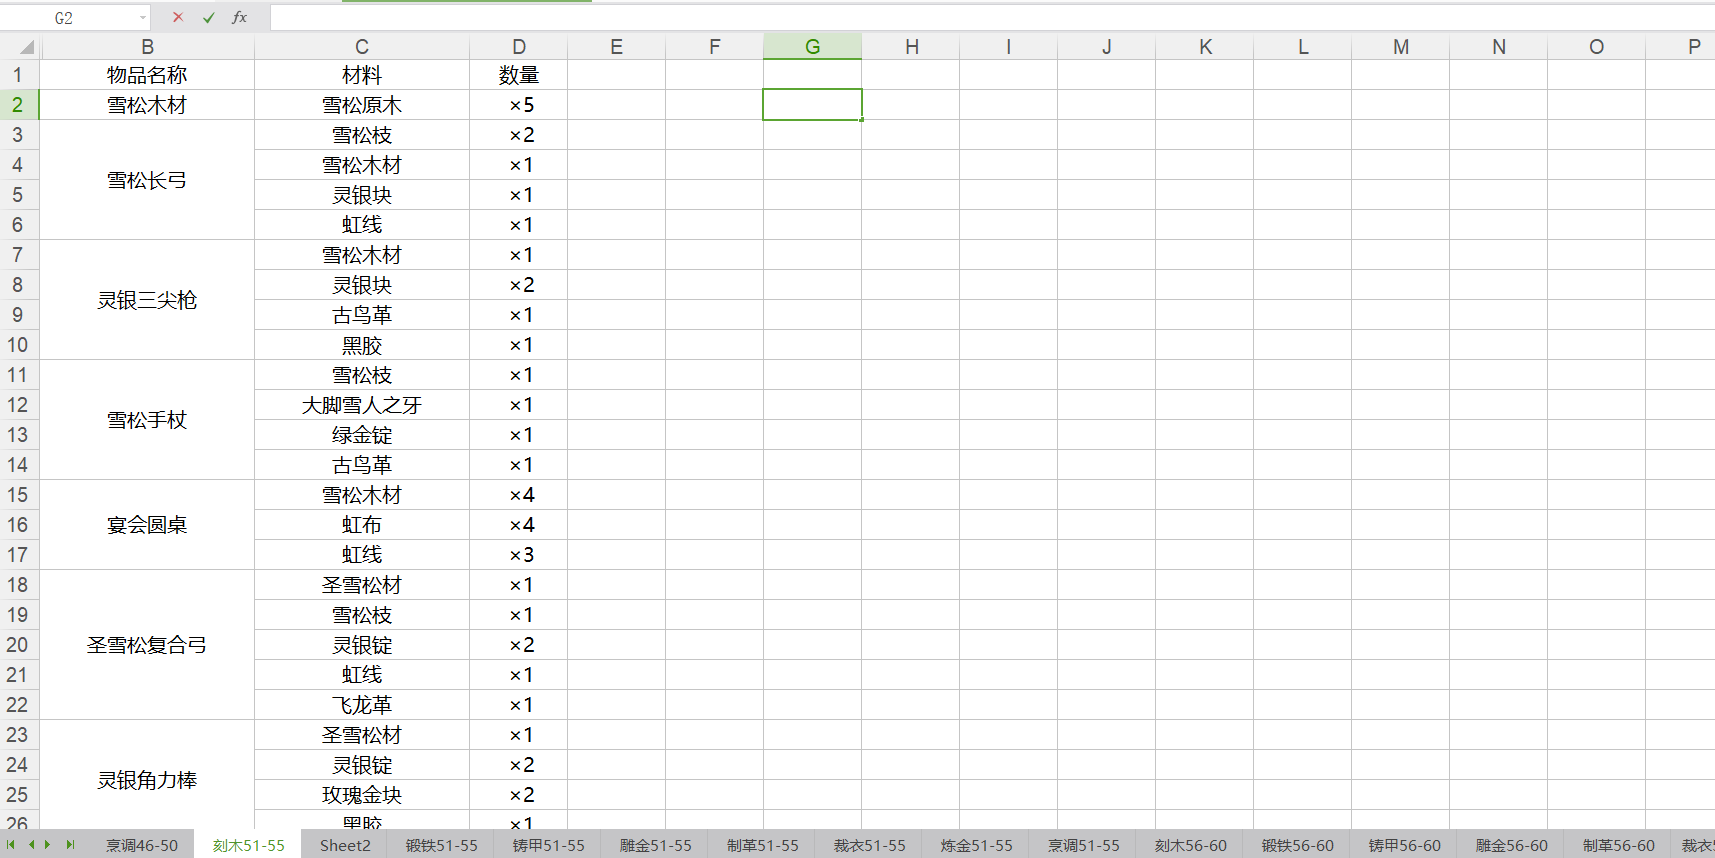 G2 fx
B C D E F G H I J K L M N O P
1 物品名称 材料 数量
2 雪松木材 雪松原木 ×5
3 雪松枝 ×2
4 雪松木材 ×1
雪松长弓
5 灵银块 ×1
6 虹线 ×1
7 雪松木材 ×1
8 灵银块 ×2
灵银三尖枪
9 古鸟革 ×1
10 黑胶 ×1
11 雪松枝 ×1
12 大脚雪人之牙 ×1
雪松手杖
13 绿金锭 ×1
14 古鸟革 ×1
15 雪松木材 ×4
16 宴会圆桌 虹布 ×4
17 虹线 ×3
18 圣雪松材 ×1
19 雪松枝 ×1
20 圣雪松复合弓 灵银锭 ×2
21 虹线 ×1
22 飞龙革 ×1
23 圣雪松材 ×1
24 灵银锭 ×2
灵银角力棒
25 玫瑰金块 ×2
26 黑胶 ×1
烹调46-50 刻木51-55 Sheet2 锻铁51-55 铸甲51-55 雕金51-55 制革51-55 裁衣51-55 炼金51-55 烹调51-55 刻木56-60 锻铁56-60 铸甲56-60 雕金56-60 制革56-60 裁衣5